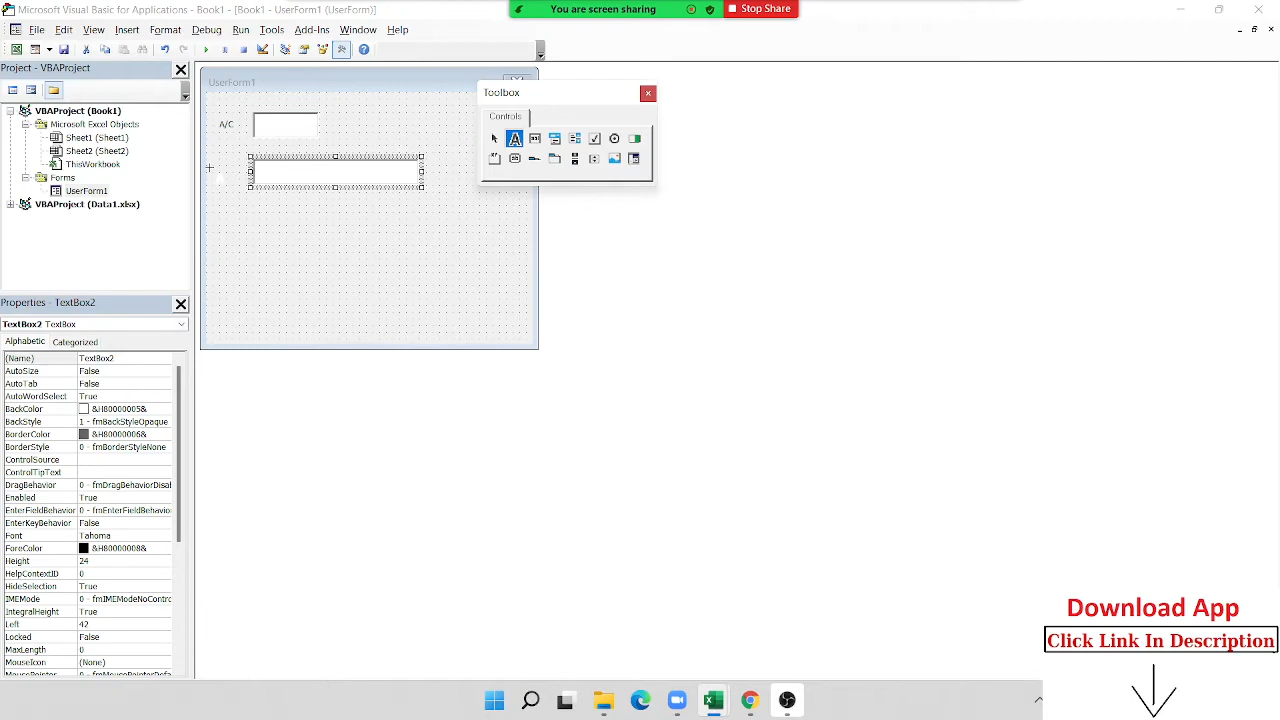 Microsoft Visual Basic for Applications - Book1 - [Book1 - UserForm1 (UserForm)]
You are screen sharing
Stop Share
File Edit View Insert Format Debug Run Tools Add-Ins Window Help
Project - VBAProject
VBAProject (Book1)
Microsoft Excel Objects
Sheet1 (Sheet1)
Sheet2 (Sheet2)
ThisWorkbook
Forms
UserForm1
VBAProject (Data1.xlsx)
UserForm1
A/C
Toolbox
Controls
Properties - TextBox2
TextBox2 TextBox
Alphabetic Categorized
(Name) TextBox2
AutoSize False
AutoTab False
AutoWordSelect True
BackColor &H80000005&
BackStyle 1 - fmBackStyleOpaque
BorderColor &H80000006&
BorderStyle 0 - fmBorderStyleNone
ControlSource
ControlTipText
DragBehavior 0 - fmDragBehaviorDisal
Enabled True
EnterFieldBehavior 0 - fmEnterFieldBehavior
EnterKeyBehavior False
Font Tahoma
ForeColor &H80000008&
Height 24
HelpContextID 0
HideSelection True
IMEMode 0 - fmIMEModeNoContro
IntegralHeight True
Left 42
Locked False
MaxLength 0
MouseIcon (None)
MousePointer 0 - fmMousePointerDefa
Download App
Click Link In Description